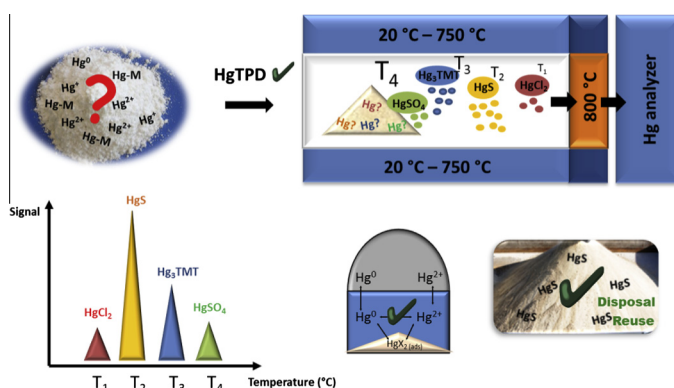 Hg⁰
Hg⁺
Hg-M
Hg-M
Hg²⁺
Hg²⁺
Hg²⁺
Hg⁺
Hg-M
?
HgTPD
20 °C – 750 °C
T₄
HgSO₄
Hg₃TMT
T₃
HgS
T₂
HgCl₂
T₁
Hg?
Hg?
Hg?
Hg?
20 °C – 750 °C
800 °C
Hg analyzer
Signal
HgCl₂
HgS
Hg₃TMT
HgSO₄
T₁
T₂
T₃
T₄
Temperature (°C)
Hg⁰
Hg²⁺
Hg⁰
Hg²⁺
HgX₂ (ads)
HgS
HgS
HgS
HgS
HgS
Disposal
Reuse